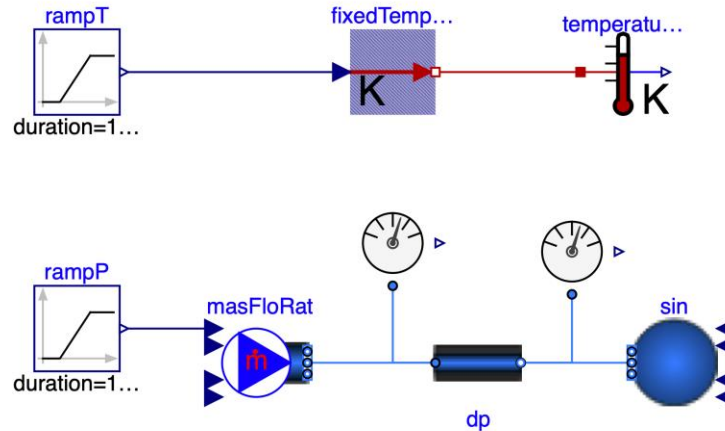 rampT
fixedTemp...
temperatu...
duration=1...
K
K
rampP
masFloRat
sin
ṁ
duration=1...
dp